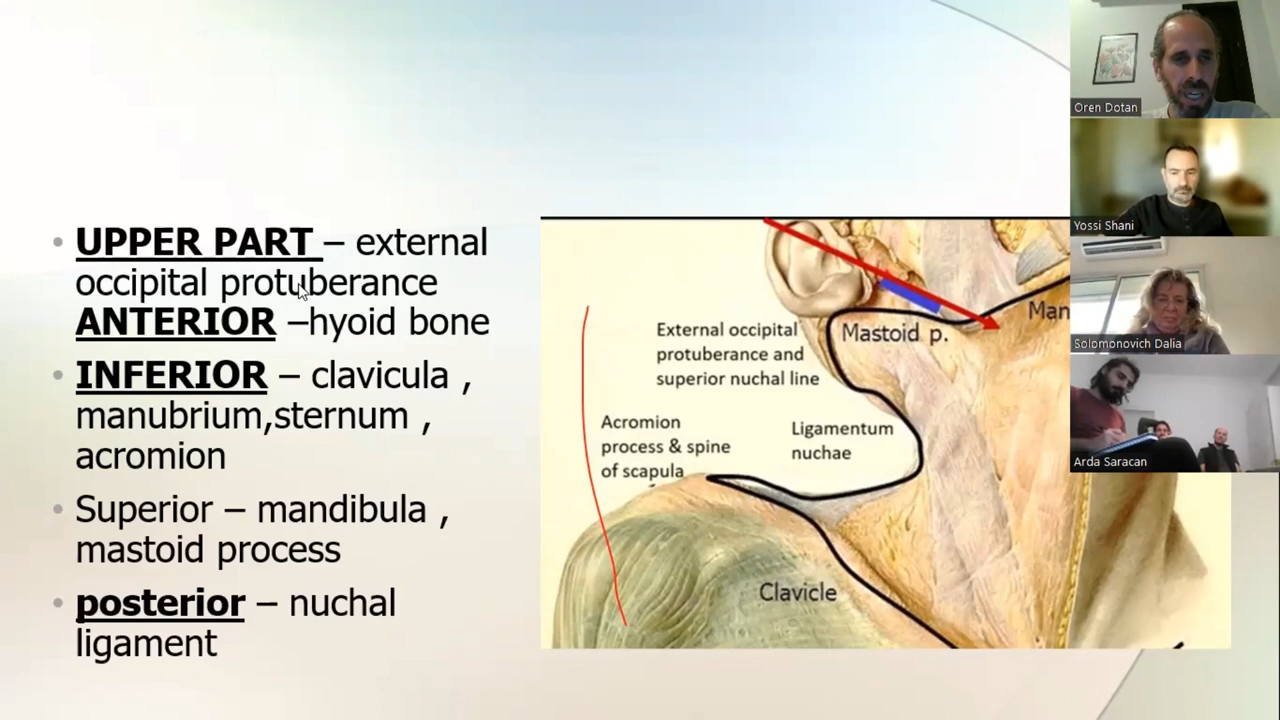 UPPER PART – external
occipital protuberance
ANTERIOR –hyoid bone
INFERIOR – clavicula ,
manubrium,sternum ,
acromion
Superior – mandibula ,
mastoid process
posterior – nuchal
ligament
External occipital
protuberance and
superior nuchal line
Mastoid p.
Man
Acromion
process & spine
of scapula
Ligamentum
nuchae
Clavicle
Oren Dotan
Yossi Shani
Solomonovich Dalia
Arda Saracan